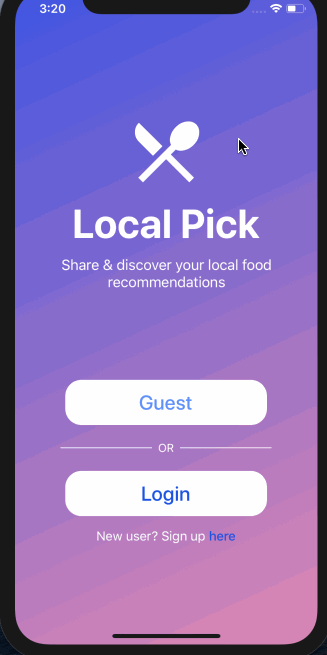 3:20
Local Pick
Share & discover your local food
recommendations
Guest
OR
Login
New user? Sign up here